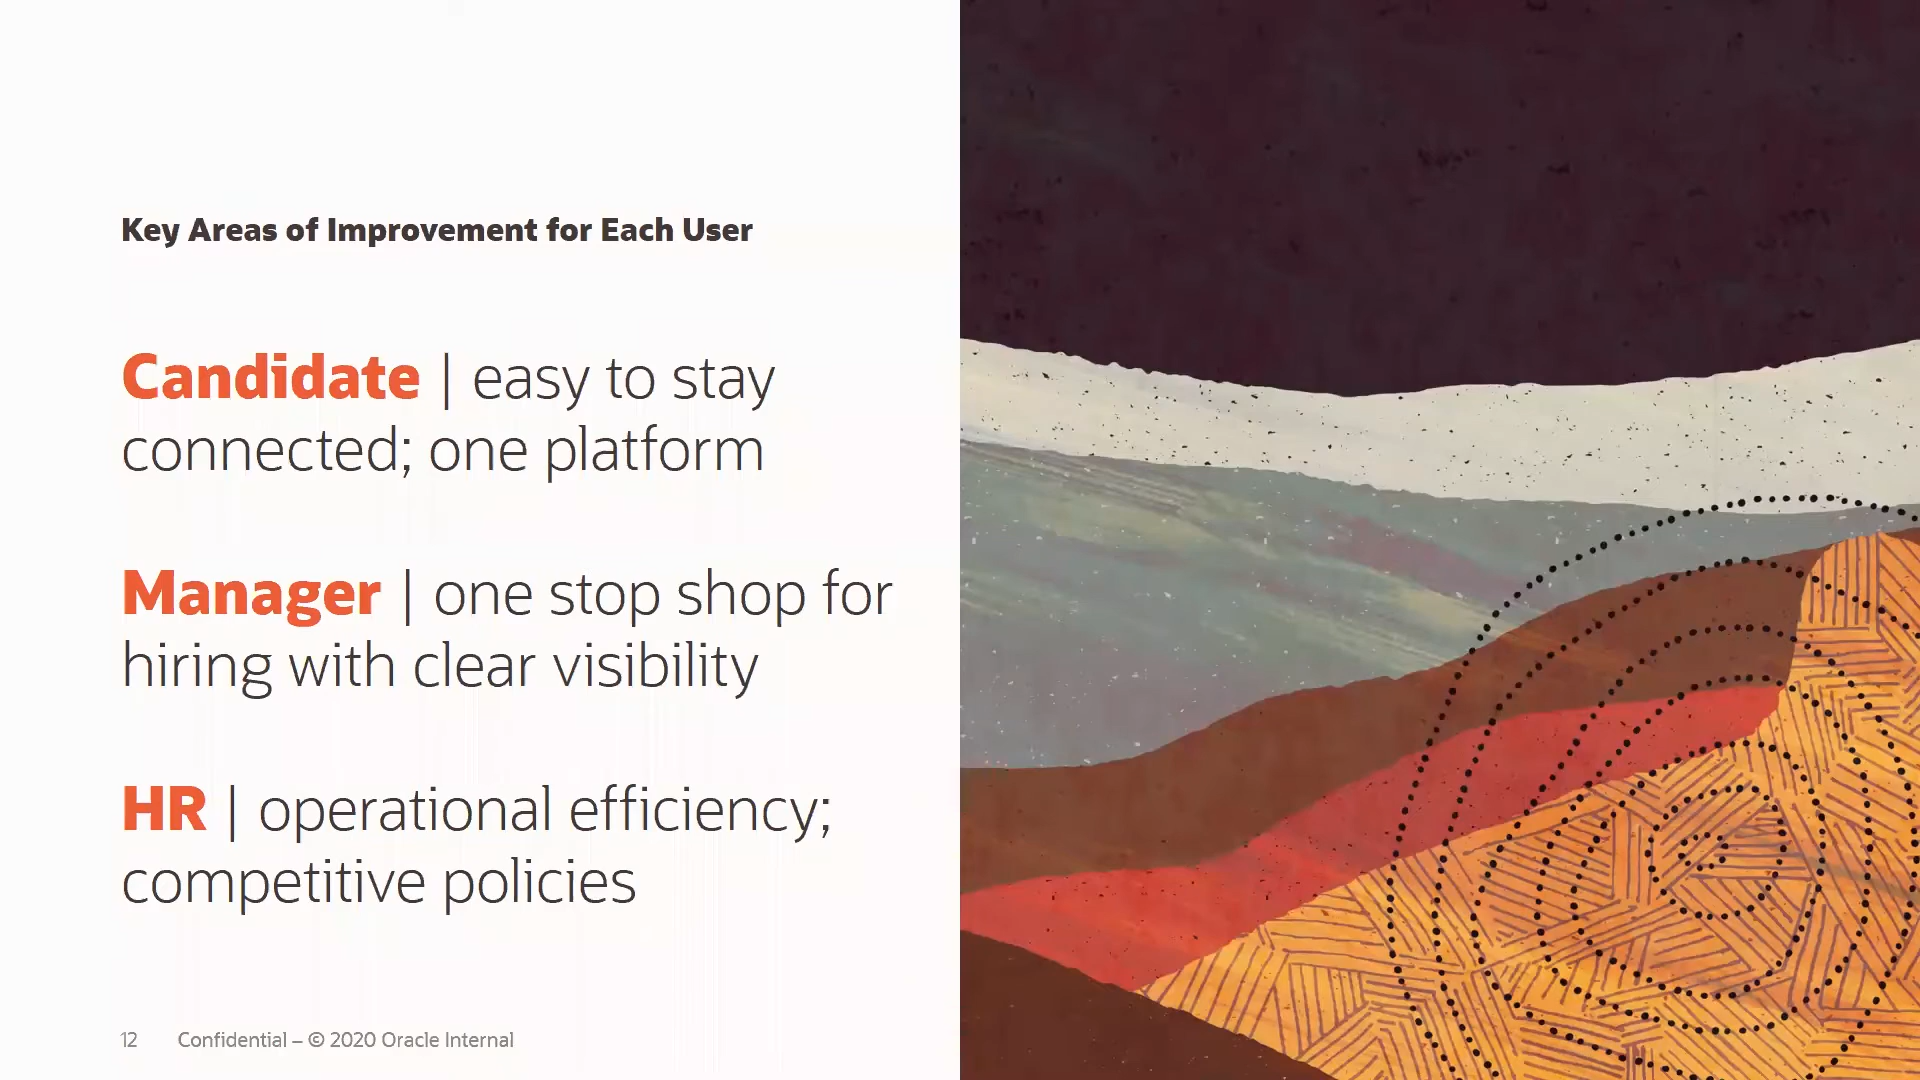 Key Areas of Improvement for Each User
Candidate | easy to stay
connected; one platform
Manager | one stop shop for
hiring with clear visibility
HR | operational efficiency;
competitive policies
12 Confidential – © 2020 Oracle Internal